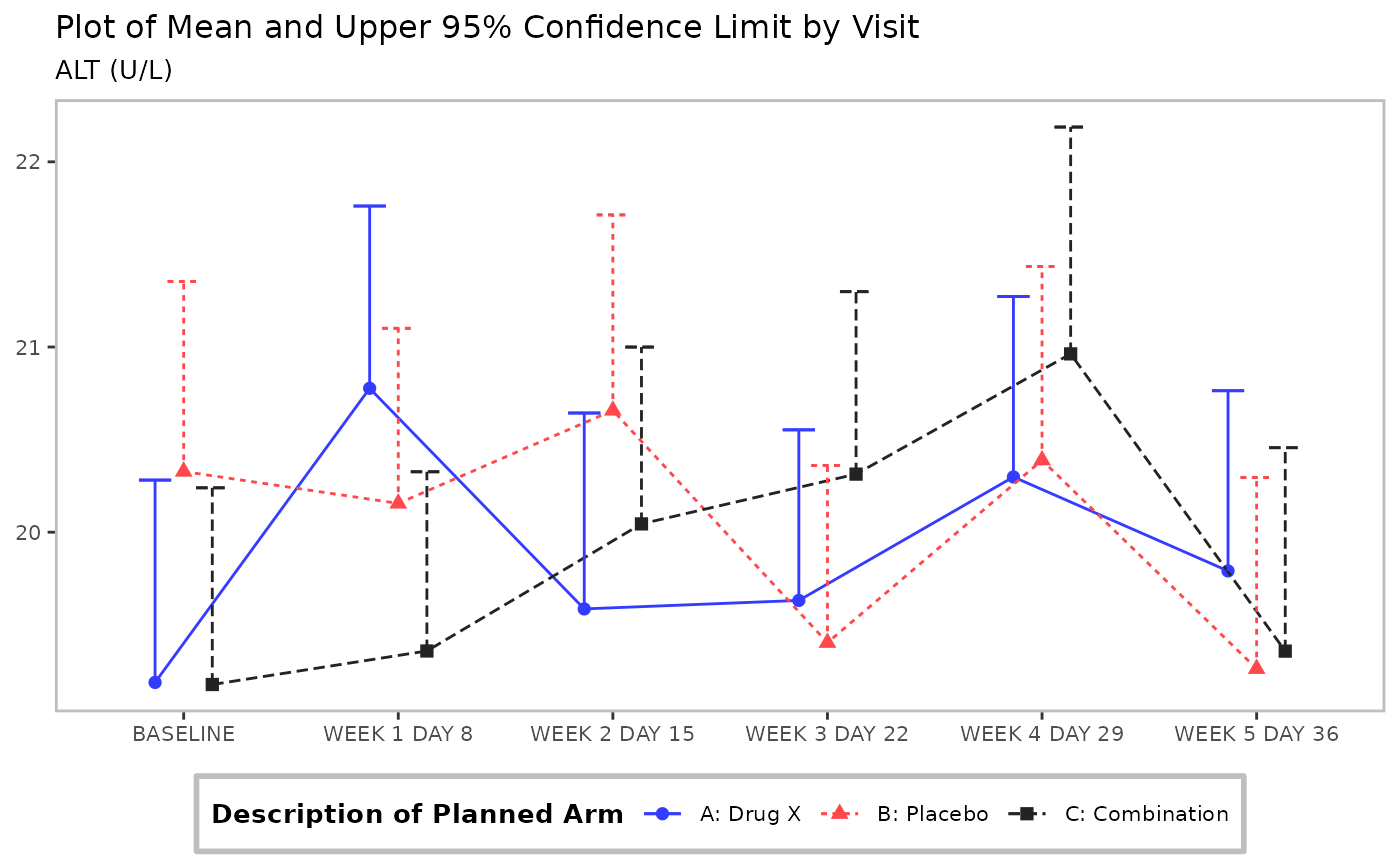 Plot of Mean and Upper 95% Confidence Limit by Visit
ALT (U/L)
22
21
20
BASELINE WEEK 1 DAY 8 WEEK 2 DAY 15 WEEK 3 DAY 22 WEEK 4 DAY 29 WEEK 5 DAY 36
Description of Planned Arm A: Drug X B: Placebo C: Combination